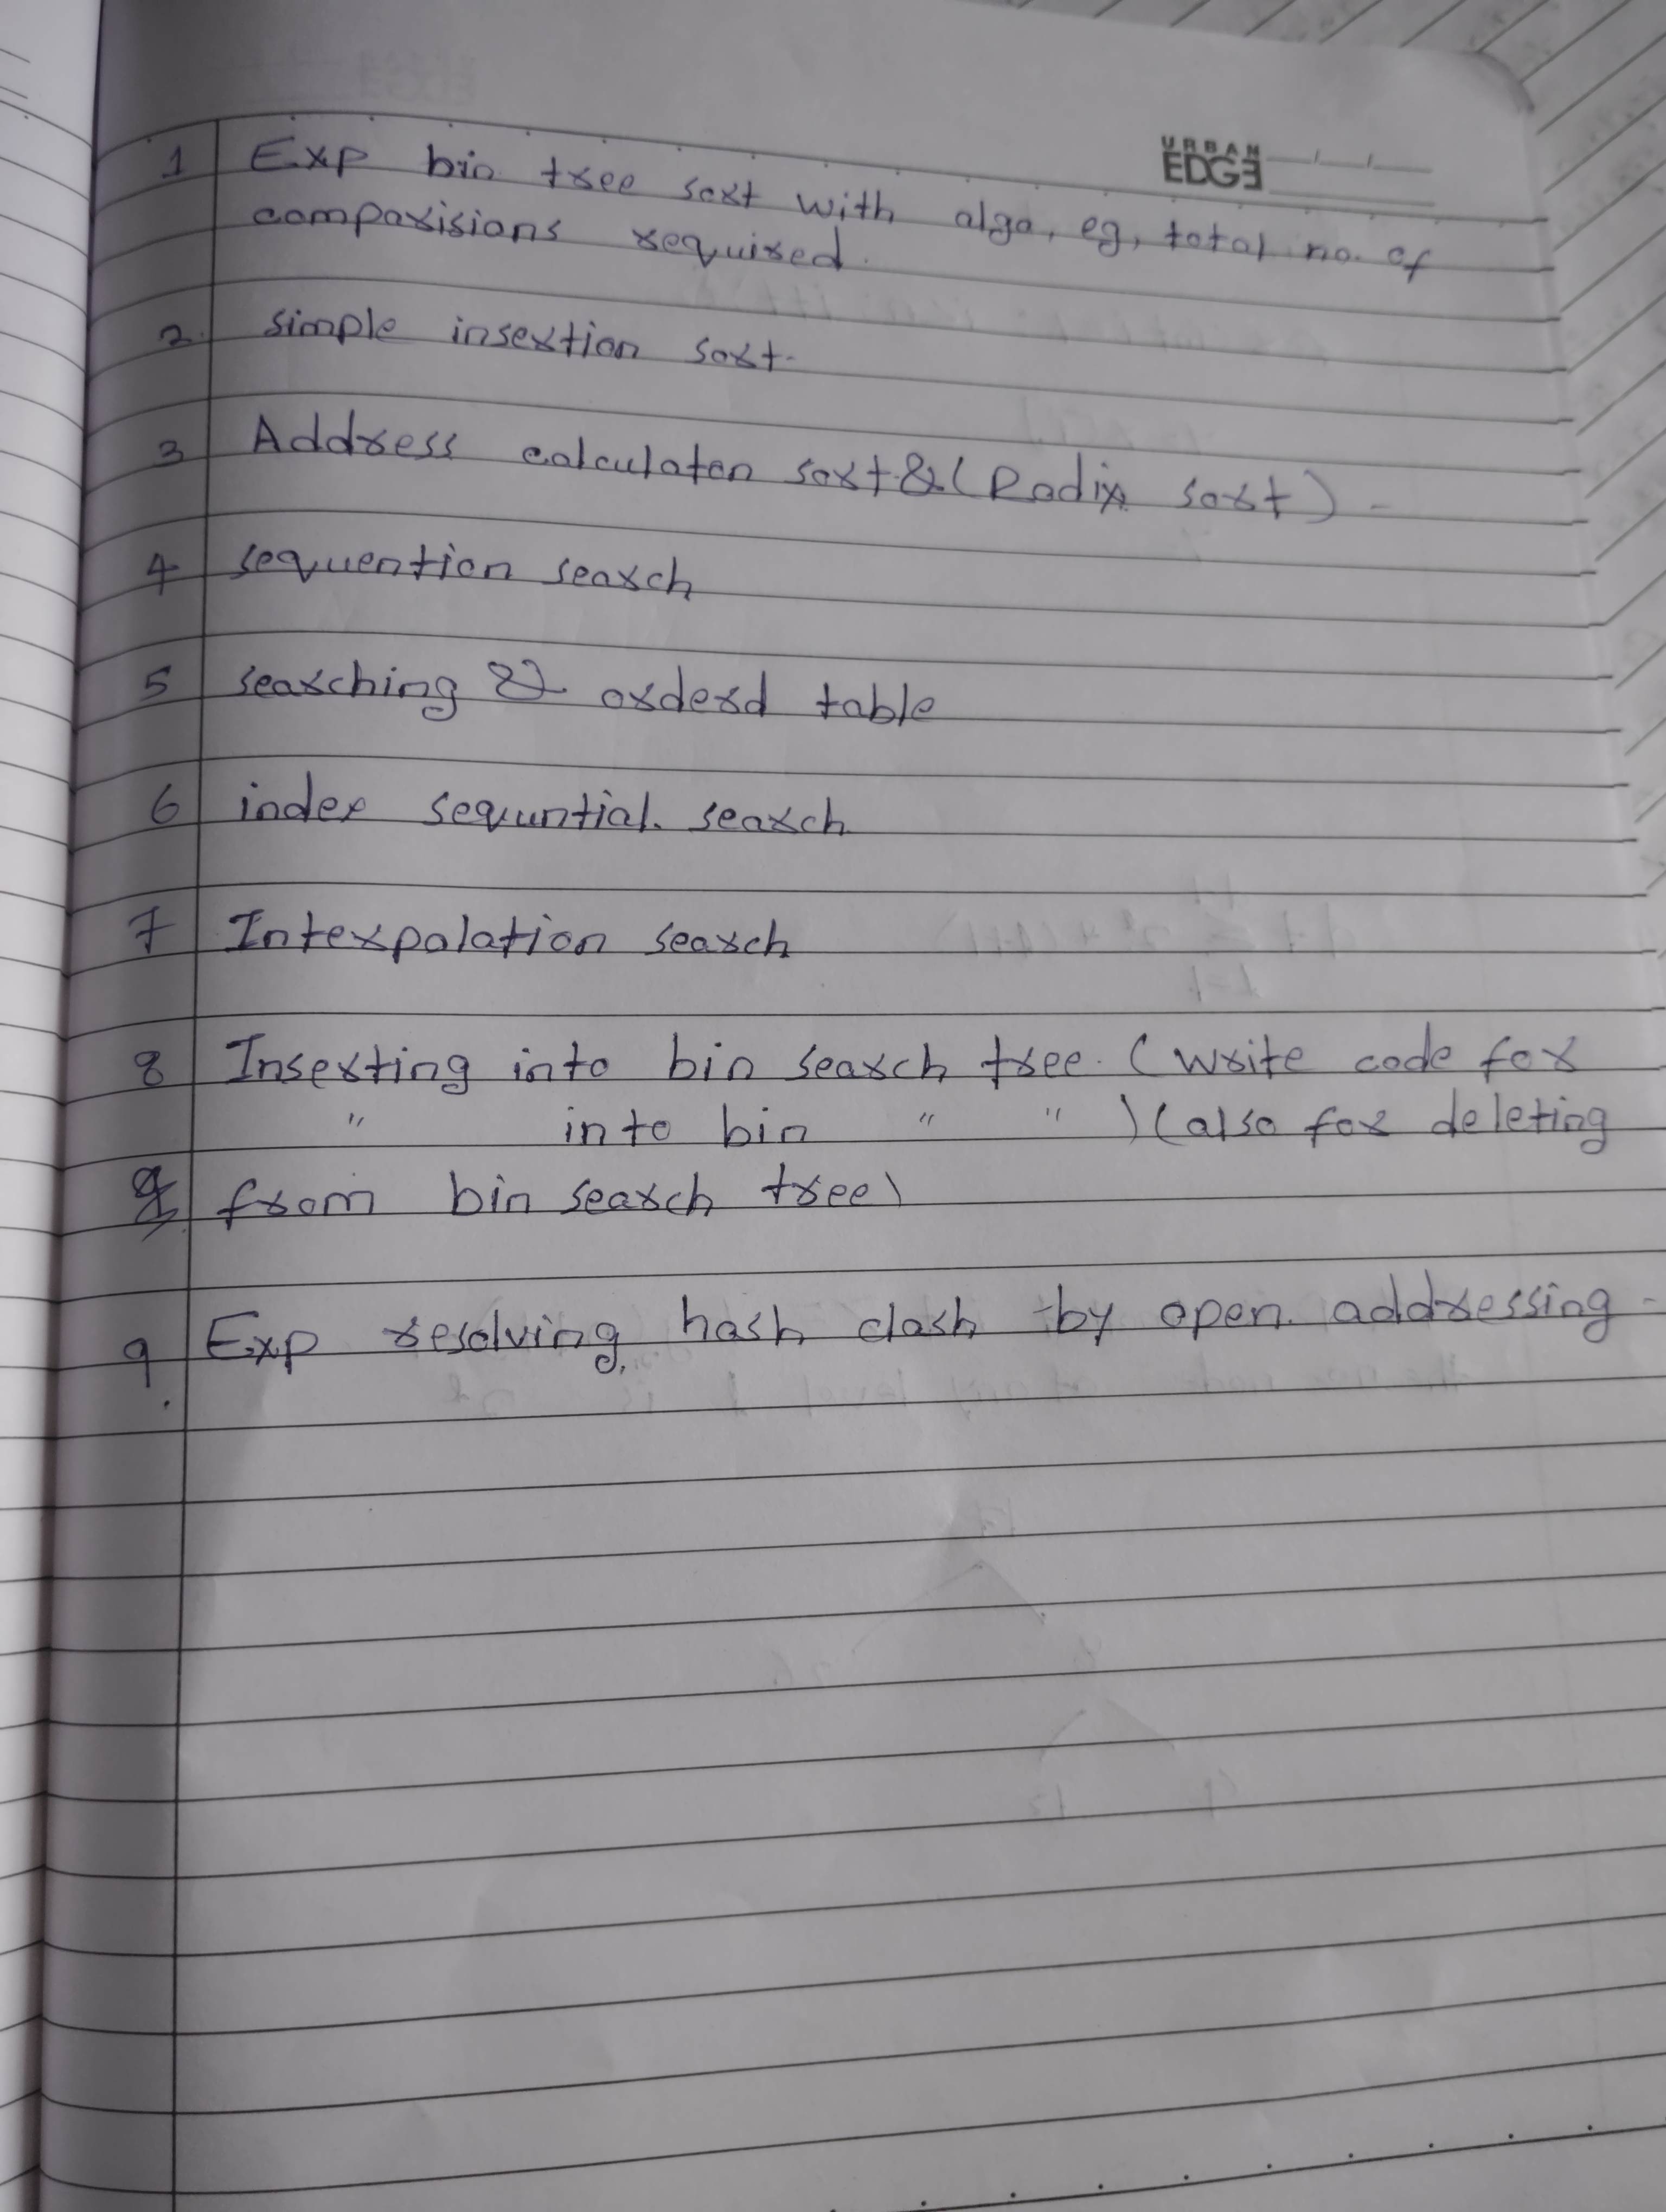 URBAN
EDGE
1 Exp bin tree sort with algo, eg, total no. of
comparisions required.
2. simple insertion sort.
3 Address calculaton sort & (Radix sort) -
4 sequention search
5 searching & orderd table
6 index sequntial. search
7 Interpolation search
8 Inserting into bin search tree. (write code for
" into bin " " ) (also for deleting
from bin search tree)
9 Exp resolving hash clash by open addressing -